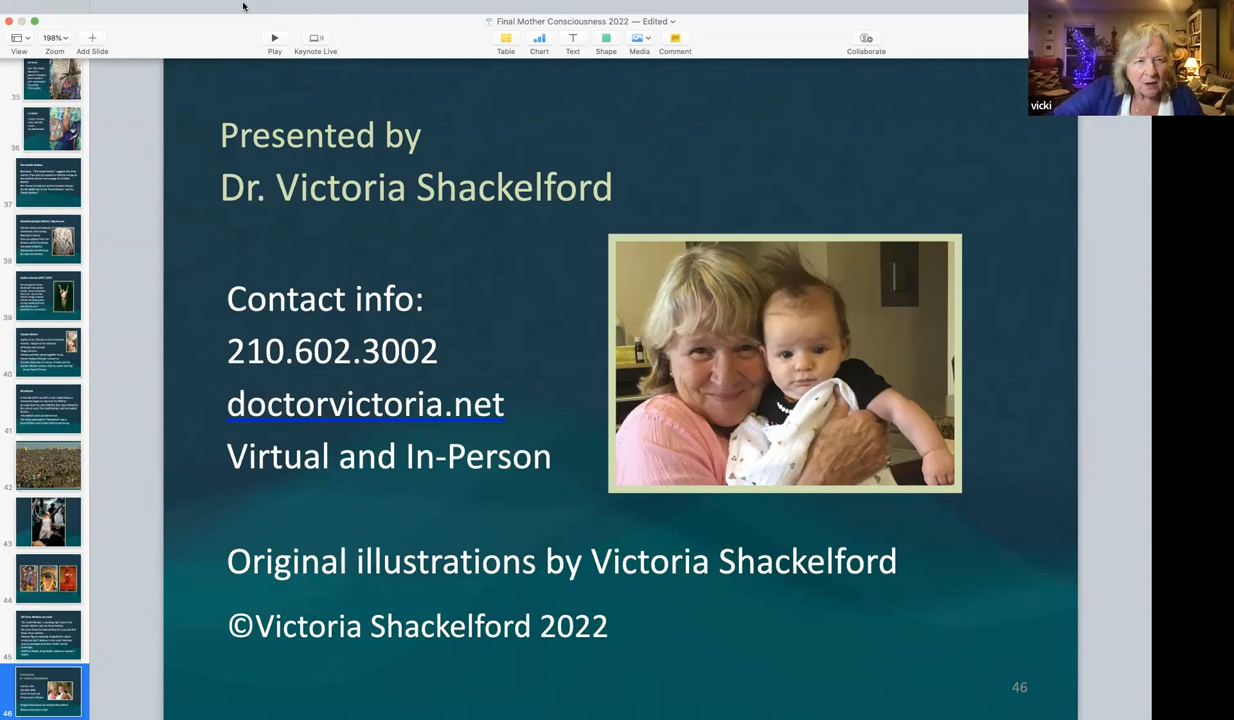 Final Mother Consciousness 2022 — Edited
198%
View
Zoom
Add Slide
Play
Keynote Live
Table
Chart
Text
Shape
Media
Comment
Collaborate
vicki
35
36
37
38
39
40
41
42
43
44
45
46
Presented by
Dr. Victoria Shackelford
Contact info:
210.602.3002
doctorvictoria.net
Virtual and In-Person
Original illustrations by Victoria Shackelford
©Victoria Shackelford 2022
46